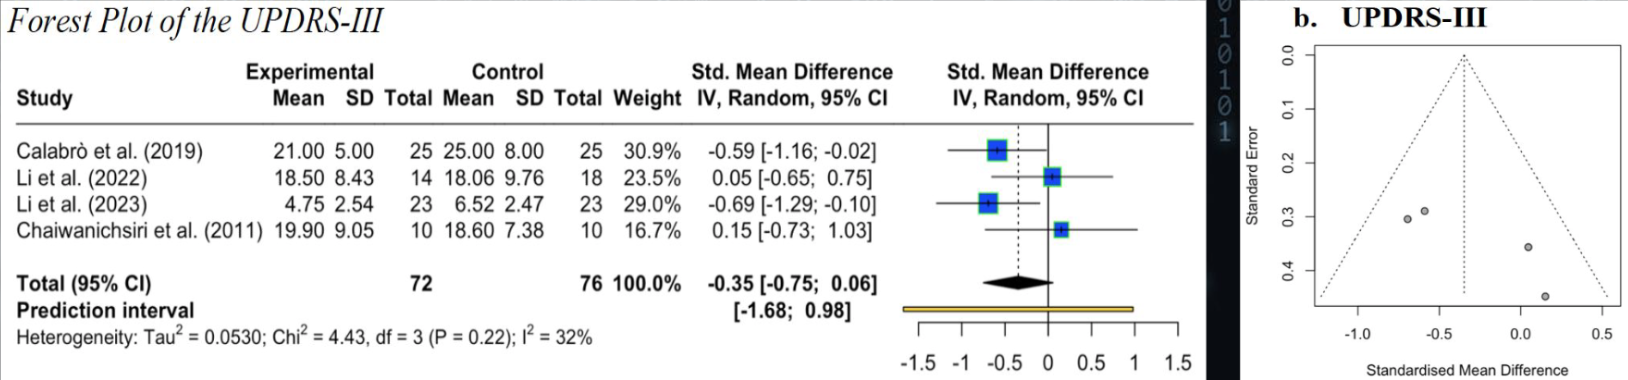 Forest Plot of the UPDRS-III
Experimental Control Std. Mean Difference Std. Mean Difference
Study Mean SD Total Mean SD Total Weight IV, Random, 95% CI IV, Random, 95% CI
Calabrò et al. (2019) 21.00 5.00 25 25.00 8.00 25 30.9% -0.59 [-1.16; -0.02]
Li et al. (2022) 18.50 8.43 14 18.06 9.76 18 23.5% 0.05 [-0.65; 0.75]
Li et al. (2023) 4.75 2.54 23 6.52 2.47 23 29.0% -0.69 [-1.29; -0.10]
Chaiwanichsiri et al. (2011) 19.90 9.05 10 18.60 7.38 10 16.7% 0.15 [-0.73; 1.03]
Total (95% CI) 72 76 100.0% -0.35 [-0.75; 0.06]
Prediction interval [-1.68; 0.98]
Heterogeneity: Tau² = 0.0530; Chi² = 4.43, df = 3 (P = 0.22); I² = 32%
-1.5 -1 -0.5 0 0.5 1 1.5
0
1
0
1
0
1
b. UPDRS-III
Standard Error
0.0
0.1
0.2
0.3
0.4
-1.0 -0.5 0.0 0.5
Standardised Mean Difference